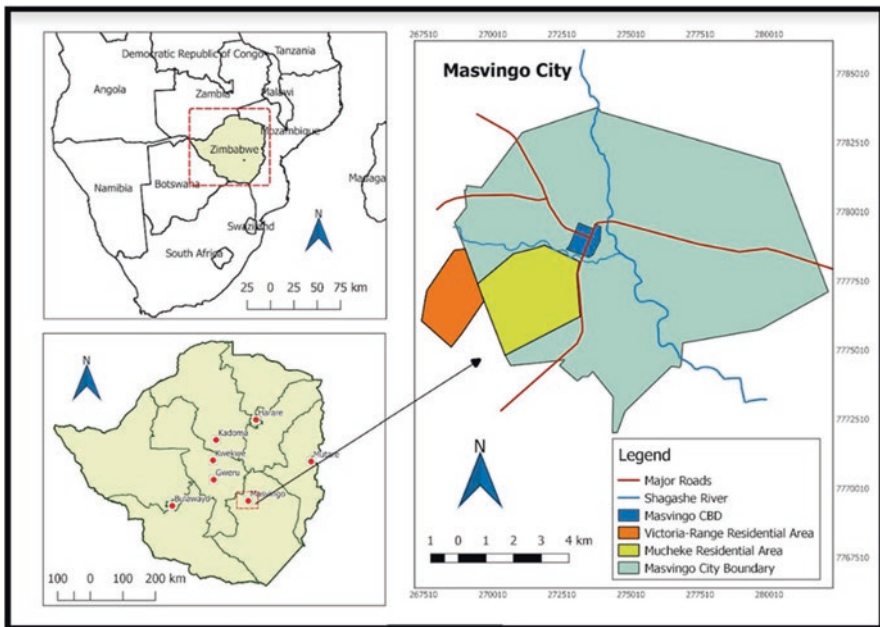 Democratic Republic of Congo
Tanzania
Angola
Zambia
Malawi
Mozambique
Zimbabwe
Namibia
Botswana
Madaga
Swaziland
South Africa
N
25 0 25 50 75 km
N
Harare
Kadoma
Kwekwe
Mutare
Gweru
Bulawayo
Masvingo
100 0 100 200 km
267510 270010 272510 275010 277510 280010
Masvingo City
7785010
7782510
7780010
7777510
7775010
7772510
7770010
7767510
N
1 0 1 2 3 4 km
Legend
Major Roads
Shagashe River
Masvingo CBD
Victoria-Range Residential Area
Mucheke Residential Area
Masvingo City Boundary
267510 270010 272510 275010 277510 280010